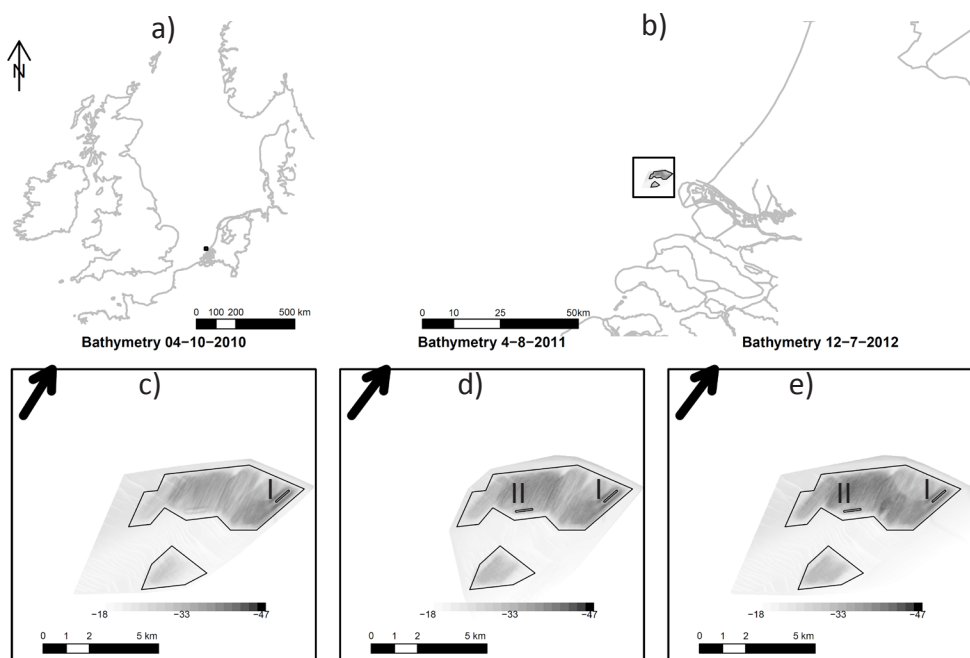 a)
b)
N
0 100 200 500 km
0 10 25 50km
Bathymetry 04−10−2010
Bathymetry 4−8−2011
Bathymetry 12−7−2012
c)
d)
e)
I
II
I
II
I
−18 −33 −47
−18 −33 −47
−18 −33 −47
0 1 2 5 km
0 1 2 5 km
0 1 2 5 km